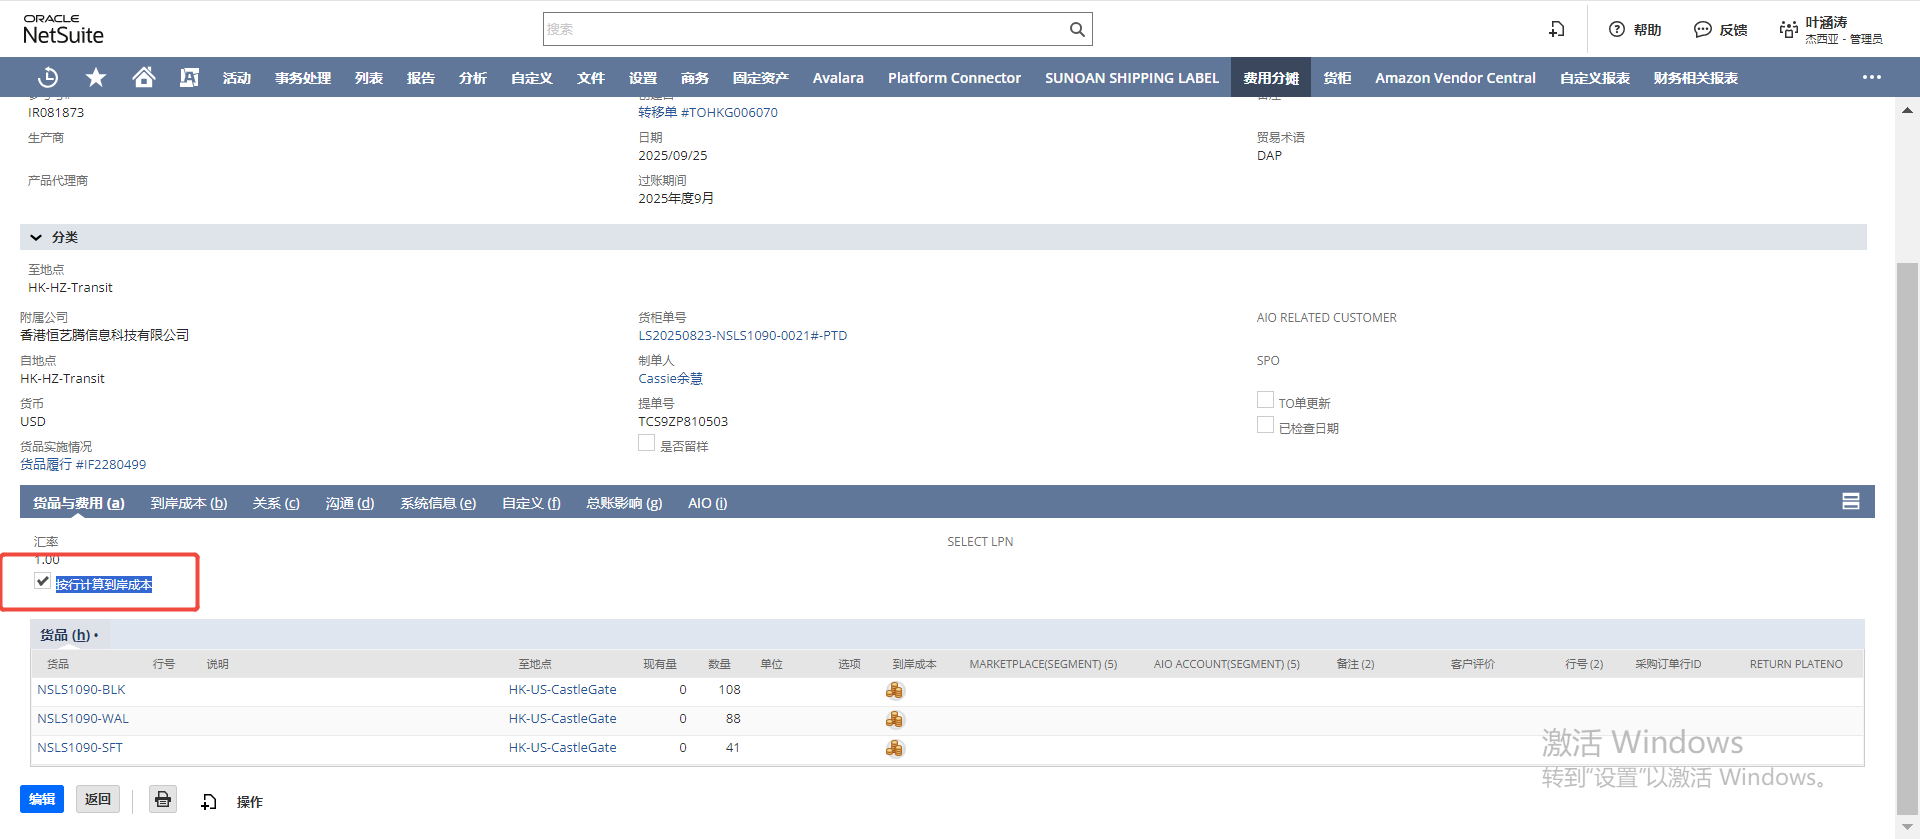 ORACLE
NetSuite
搜索
帮助
反馈
叶涵涛
杰西亚 - 管理员
活动 事务处理 列表 报告 分析 自定义 文件 设置 商务 固定资产 Avalara Platform Connector SUNOAN SHIPPING LABEL 费用分摊 货柜 Amazon Vendor Central 自定义报表 财务相关报表
IR081873
转移单 #TOHKG006070
生产商
日期
2025/09/25
贸易术语
DAP
产品代理商
过账期间
2025年度9月
分类
至地点
HK-HZ-Transit
附属公司
香港恒艺腾信息科技有限公司
货柜单号
LS20250823-NSLS1090-0021#-PTD
AIO RELATED CUSTOMER
自地点
HK-HZ-Transit
制单人
Cassie余慧
SPO
货币
USD
提单号
TCS9ZP810503
TO单更新
已检查日期
货品实施情况
货品履行 #IF2280499
是否留样
货品与费用 (a) 到岸成本 (b) 关系 (c) 沟通 (d) 系统信息 (e) 自定义 (f) 总账影响 (g) AIO (i)
汇率
1.00
SELECT LPN
按行计算到岸成本
货品 (h) •
货品 行号 说明 至地点 现有量 数量 单位 选项 到岸成本 MARKETPLACE(SEGMENT) (5) AIO ACCOUNT(SEGMENT) (5) 备注 (2) 客户评价 行号 (2) 采购订单行ID RETURN PLATENO
NSLS1090-BLK HK-US-CastleGate 0 108
NSLS1090-WAL HK-US-CastleGate 0 88
NSLS1090-SFT HK-US-CastleGate 0 41
激活 Windows
转到“设置”以激活 Windows。
编辑 返回 操作